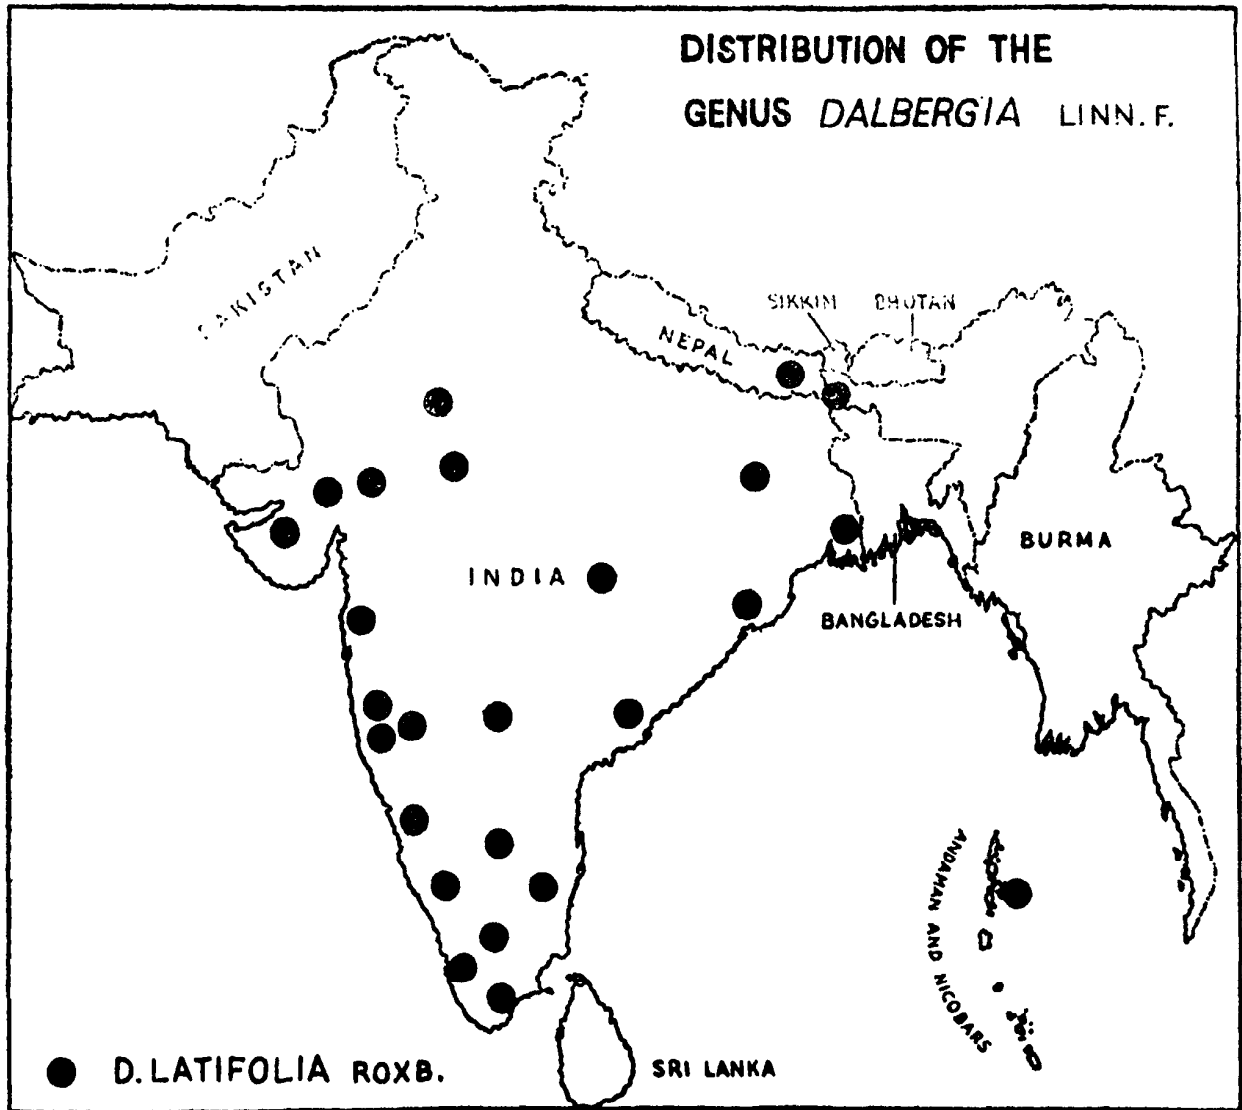 DISTRIBUTION OF THE
GENUS DALBERGIA LINN. F.
PAKISTAN
SIKKIM
BHUTAN
NEPAL
INDIA
BURMA
BANGLADESH
ANDAMAN AND NICOBARS
SRI LANKA
D. LATIFOLIA ROXB.